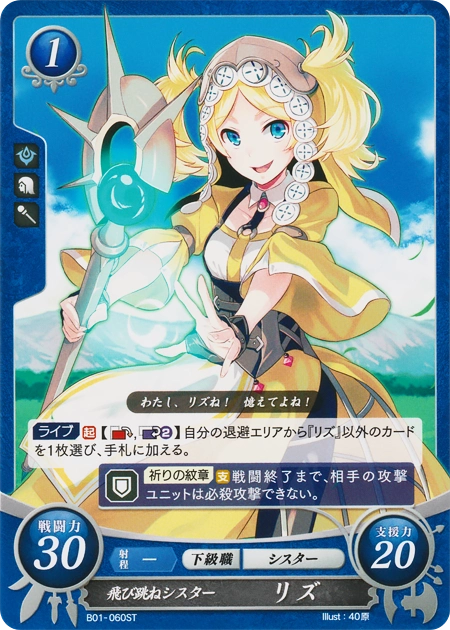 1
わたし、リズね！ 憶えてよね！
ライブ 起【 , 2】自分の退避エリアから『リズ』以外のカード
を1枚選び、手札に加える。
祈りの紋章 支 戦闘終了まで、相手の攻撃
ユニットは必殺攻撃できない。
戦闘力
30
射程 —
下級職
シスター
支援力
20
飛び跳ねシスター リズ
B01-060ST
Illust：40原